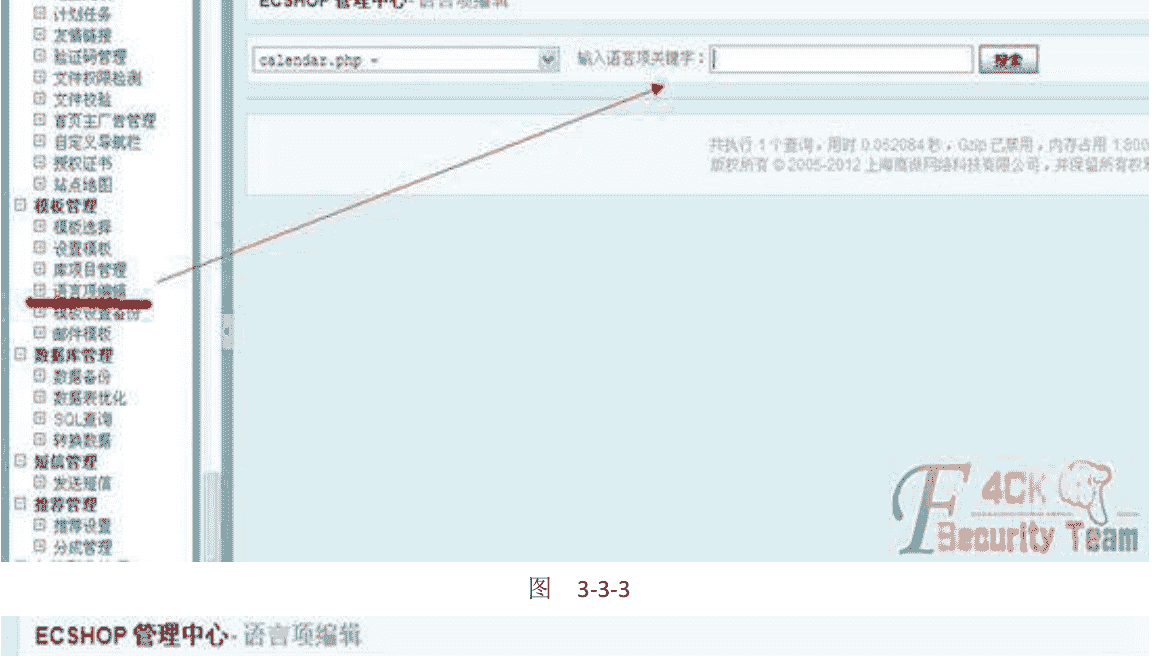 计划任务
友情链接
验证码管理
文件权限检测
文件校验
首页主广告管理
自定义导航栏
授权证书
站点地图
模板管理
模板选择
设置模板
库项目管理
语言项编辑
模板设置备份
邮件模板
数据库管理
数据备份
数据表优化
SQL查询
转换数据
短信管理
发送短信
推荐管理
推荐设置
分成管理
ECSHOP 管理中心 - 语言项编辑
calendar.php -
输入语言项关键字：
搜索
共执行 1 个查询，用时 0.052084 秒，Gzip 已禁用，内存占用 1.800
版权所有 © 2005-2012 上海商派网络科技有限公司，并保留所有权
F4CK
Security Team
图 3-3-3
ECSHOP 管理中心 - 语言项编辑